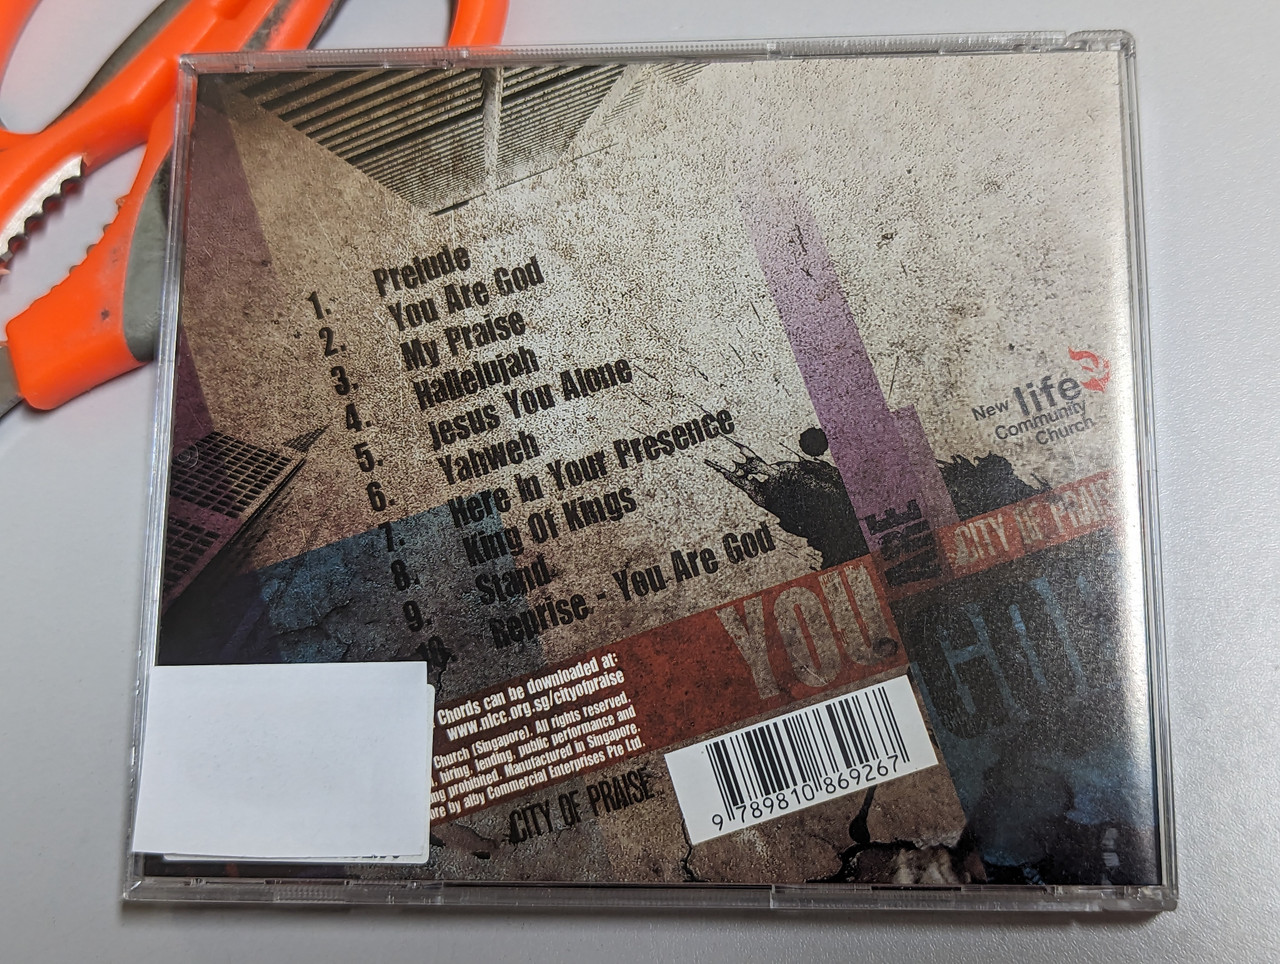 1. Prelude
2. You Are God
3. My Praise
4. Hallelujah
5. Jesus You Alone
6. Yahweh
7. Here In Your Presence
8. King Of Kings
9. Stand
10. Reprise - You Are God
New life
Community
Church
YOU
ARE
CITY OF PRAISE
GOD
Chords can be downloaded at:
www.nlcc.org.sg/cityofpraise
Church (Singapore). All rights reserved.
hiring, lending, public performance and
prohibited. Manufactured in Singapore.
by alby Commercial Enterprises Pte Ltd.
CITY OF PRAISE
9 789810 869267